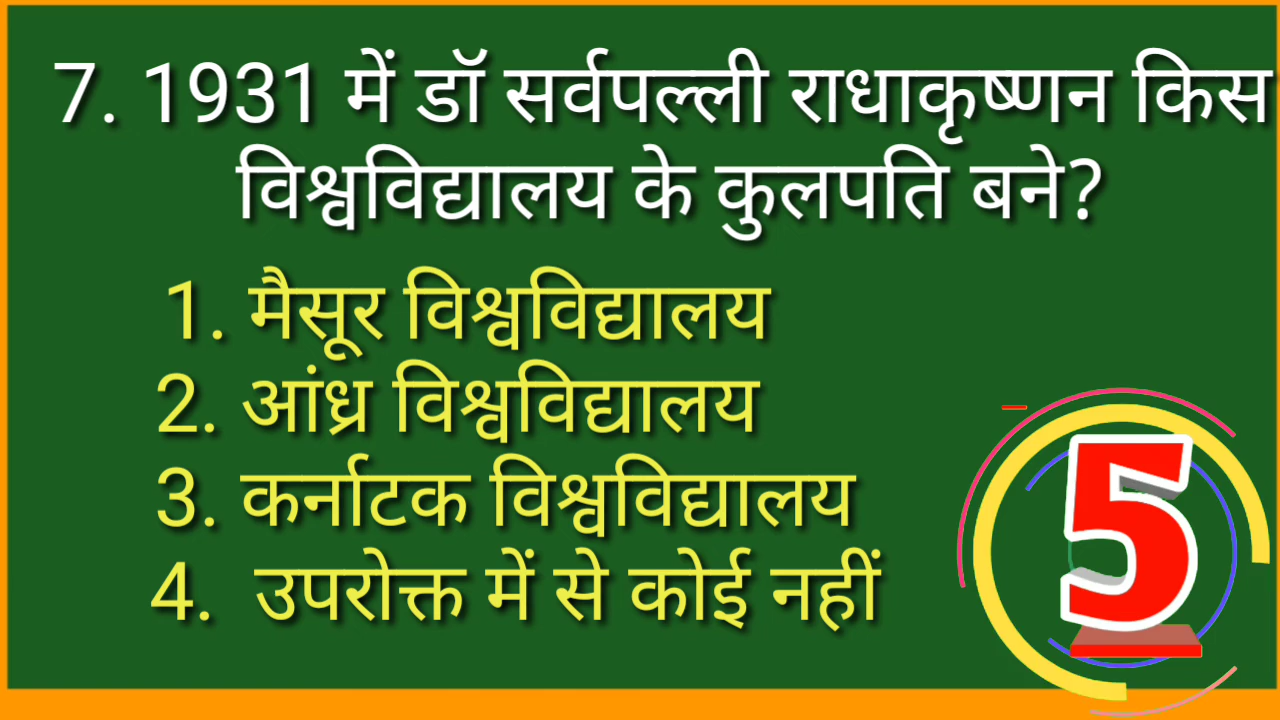 7. 1931 में डॉ सर्वपल्ली राधाकृष्णन किस
विश्वविद्यालय के कुलपति बने?
1. मैसूर विश्वविद्यालय
2. आंध्र विश्वविद्यालय
3. कर्नाटक विश्वविद्यालय
4. उपरोक्त में से कोई नहीं
5